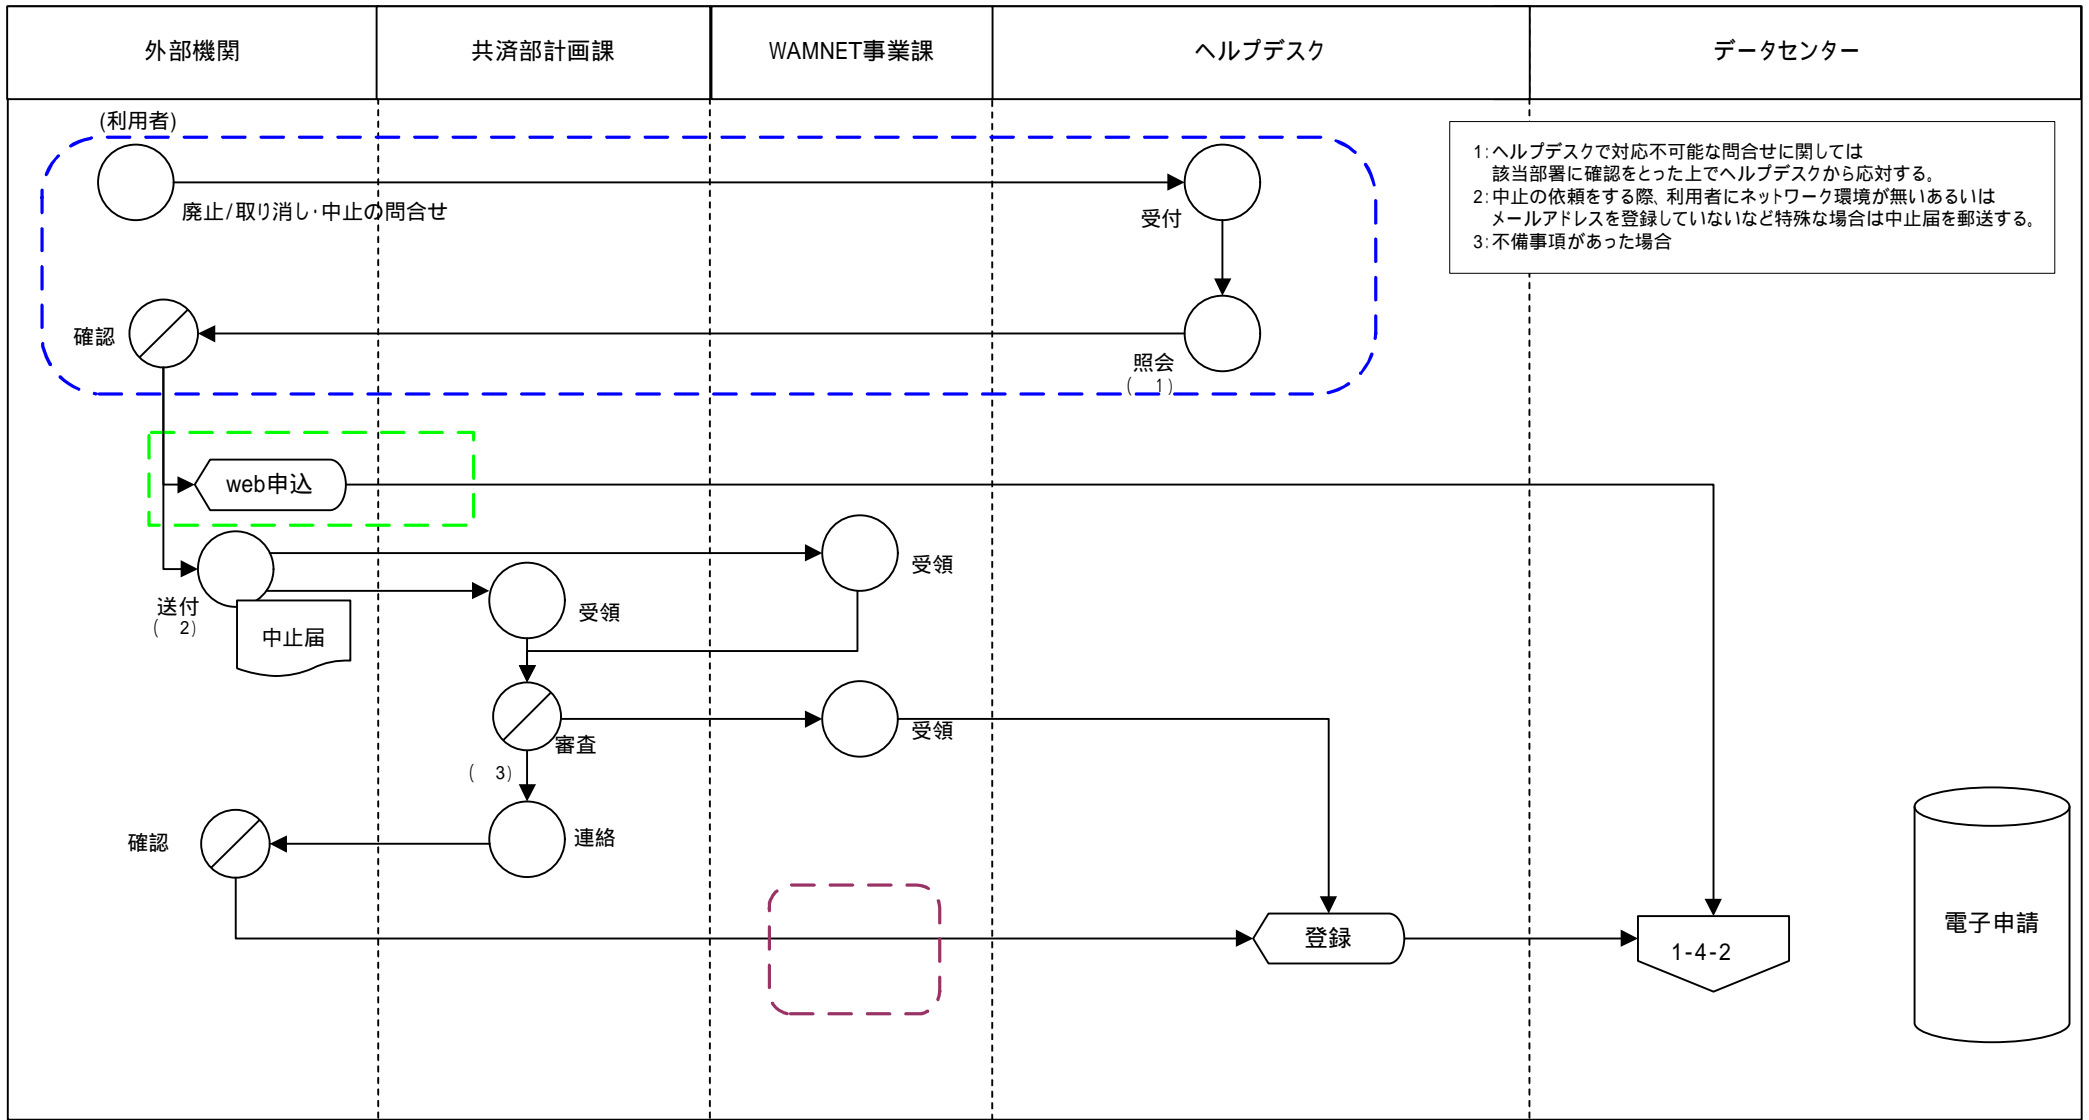 外部機関
共済部計画課
WAMNET事業課
ヘルプデスク
データセンター
(利用者)
廃止/取り消し・中止の問合せ
受付
1:ヘルプデスクで対応不可能な問合せに関しては
該当部署に確認をとった上でヘルプデスクから応対する。
2:中止の依頼をする際、利用者にネットワーク環境が無いあるいは
メールアドレスを登録していないなど特殊な場合は中止届を郵送する。
3:不備事項があった場合
確認
照会
( 1)
web申込
受領
送付
( 2)
中止届
受領
審査
受領
( 3)
確認
連絡
登録
1-4-2
電子申請